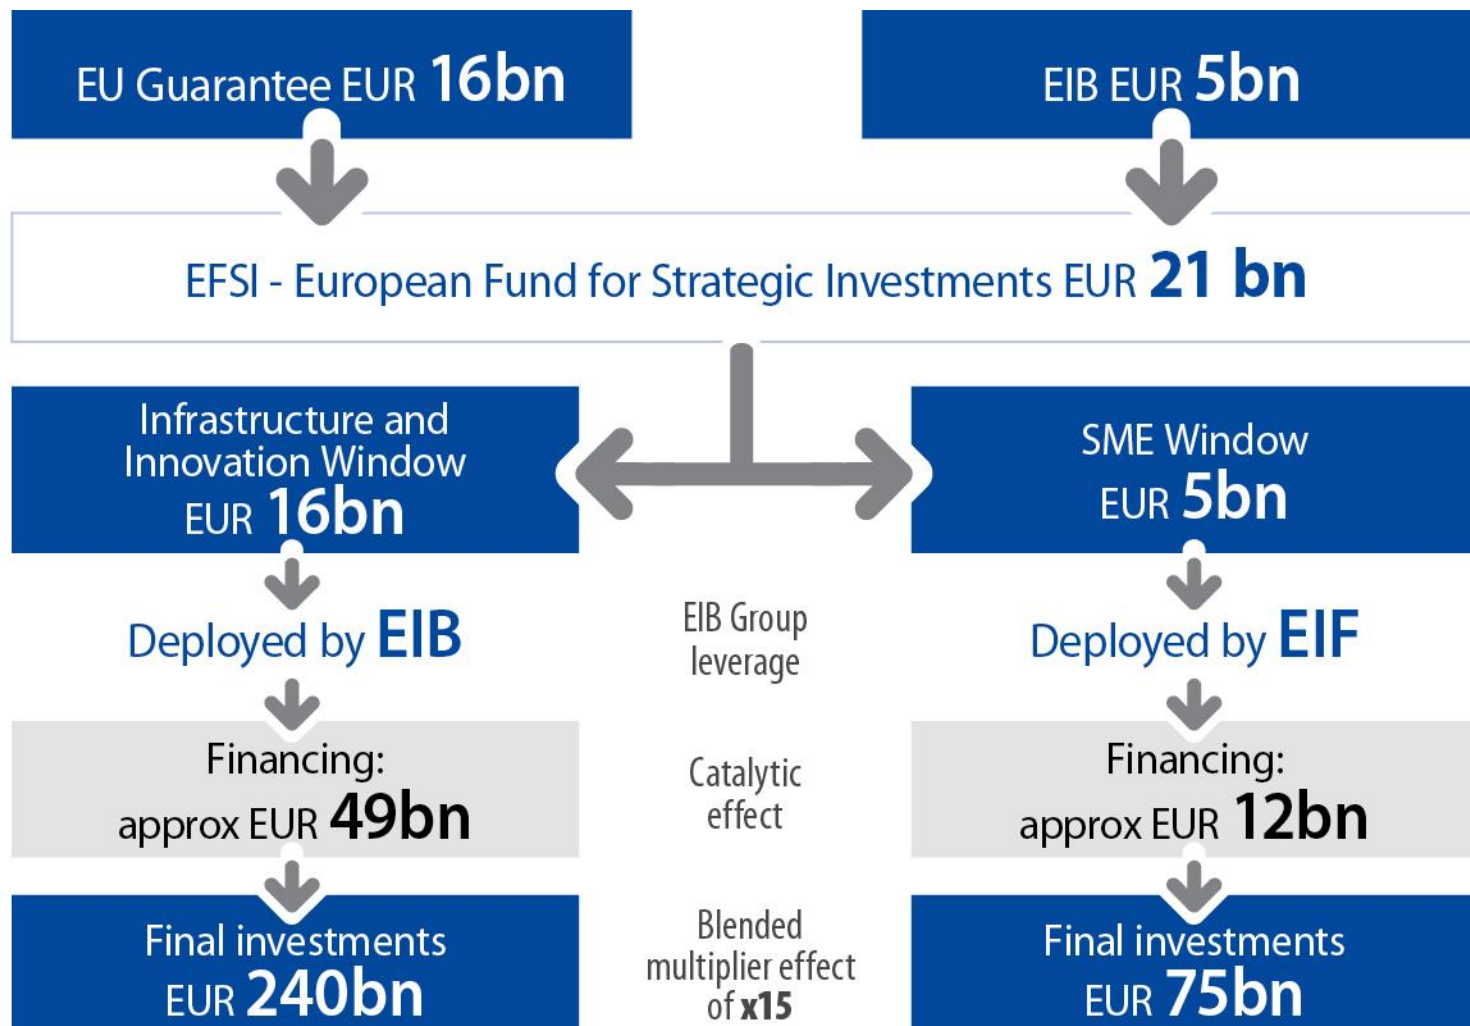 EU Guarantee EUR 16bn
EIB EUR 5bn
EFSI - European Fund for Strategic Investments EUR 21 bn
Infrastructure and
Innovation Window
EUR 16bn
SME Window
EUR 5bn
Deployed by EIB
EIB Group
leverage
Deployed by EIF
Financing:
approx EUR 49bn
Catalytic
effect
Financing:
approx EUR 12bn
Final investments
EUR 240bn
Blended
multiplier effect
of x15
Final investments
EUR 75bn